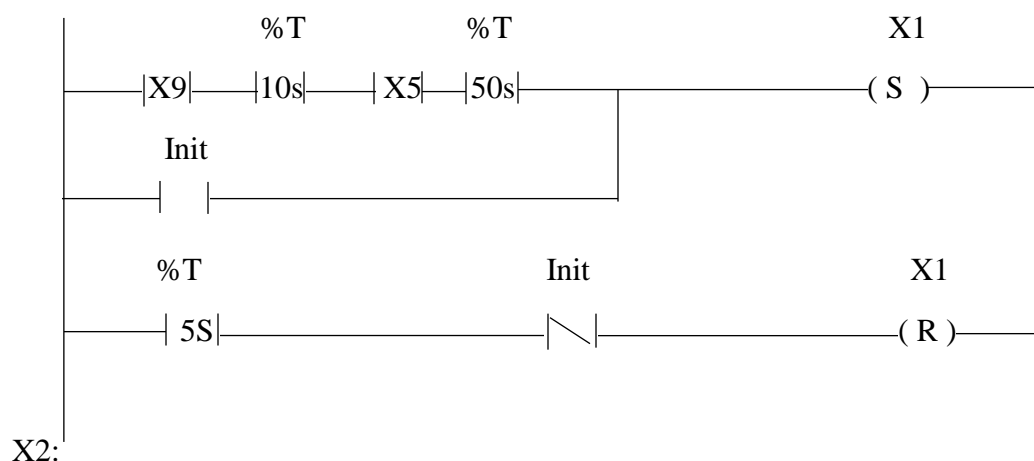 %T %T X1
X9 10s X5 50s ( S )
Init
%T Init X1
5S ( R )
X2: